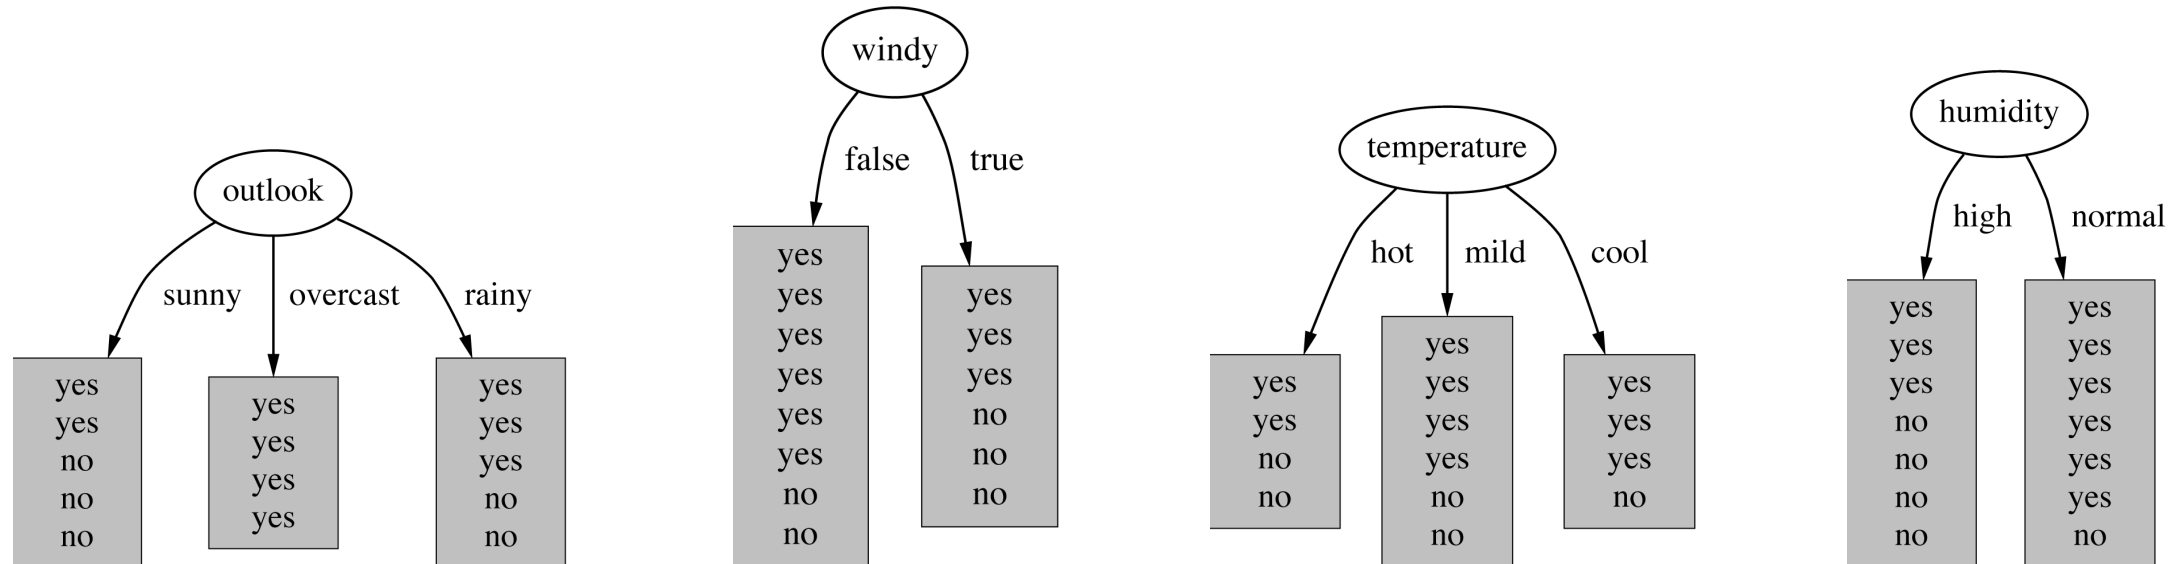 outlook
sunny overcast rainy
yes
yes
no
no
no
yes
yes
yes
yes
yes
yes
yes
no
no
windy
false true
yes
yes
yes
yes
yes
yes
no
no
yes
yes
yes
no
no
no
temperature
hot mild cool
yes
yes
no
no
yes
yes
yes
yes
no
no
yes
yes
yes
no
humidity
high normal
yes
yes
yes
no
no
no
no
yes
yes
yes
yes
yes
yes
no